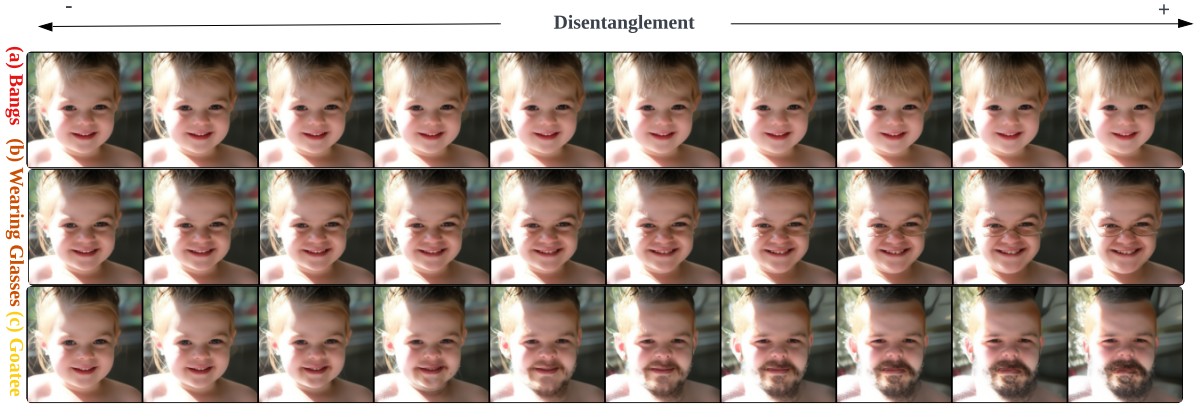 - +
Disentanglement
(a) Bangs
(b) Wearing Glasses
(c) Goatee